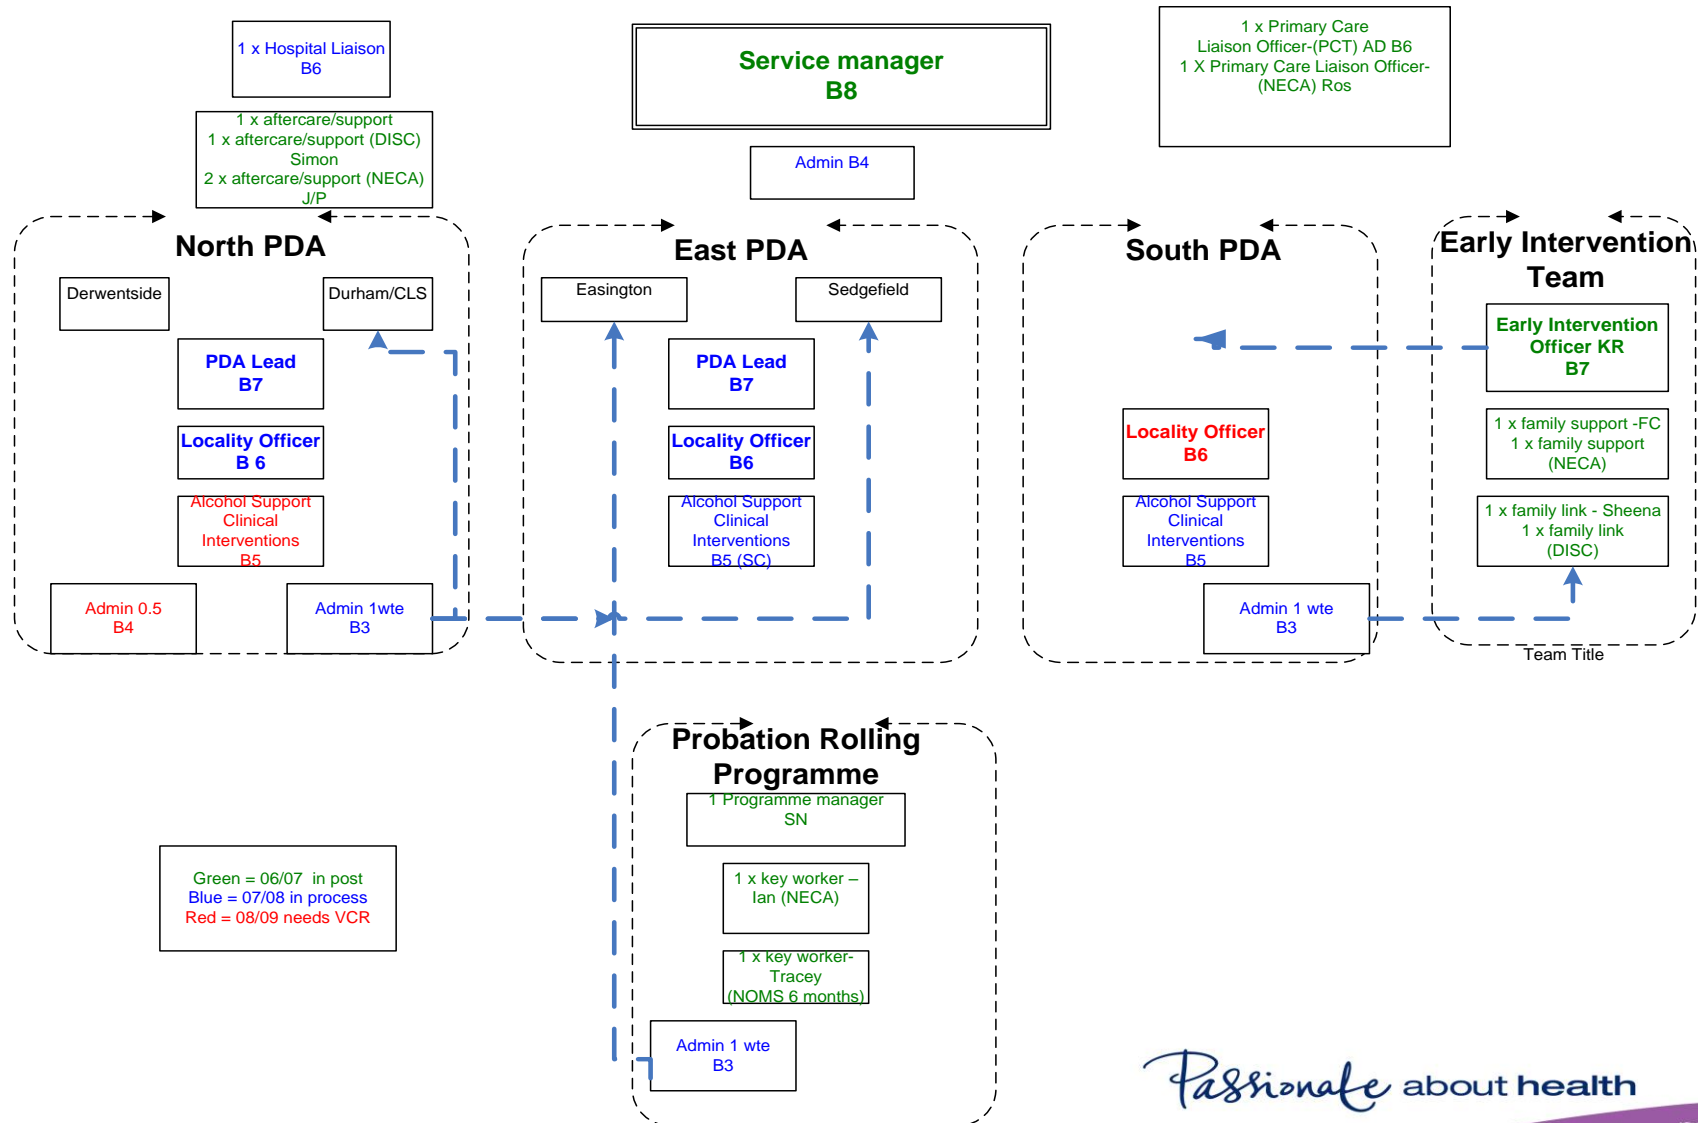 1 x Hospital Liaison
B6
Service manager
B8
1 x Primary Care
Liaison Officer-(PCT) AD B6
1 X Primary Care Liaison Officer-
(NECA) Ros
1 x aftercare/support
1 x aftercare/support (DISC)
Simon
2 x aftercare/support (NECA)
J/P
Admin B4
North PDA
Derwentside
Durham/CLS
PDA Lead
B7
Locality Officer
B 6
Alcohol Support
Clinical
Interventions
B5
Admin 0.5
B4
Admin 1wte
B3
East PDA
Easington
Sedgefield
PDA Lead
B7
Locality Officer
B6
Alcohol Support
Clinical
Interventions
B5 (SC)
South PDA
Locality Officer
B6
Alcohol Support
Clinical
Interventions
B5
Admin 1 wte
B3
Early Intervention
Team
Early Intervention
Officer KR
B7
1 x family support -FC
1 x family support
(NECA)
1 x family link - Sheena
1 x family link
(DISC)
Team Title
Probation Rolling
Programme
1 Programme manager
SN
1 x key worker –
Ian (NECA)
1 x key worker-
Tracey
(NOMS 6 months)
Admin 1 wte
B3
Green = 06/07  in post
Blue = 07/08 in process
Red = 08/09 needs VCR
Passionate about health